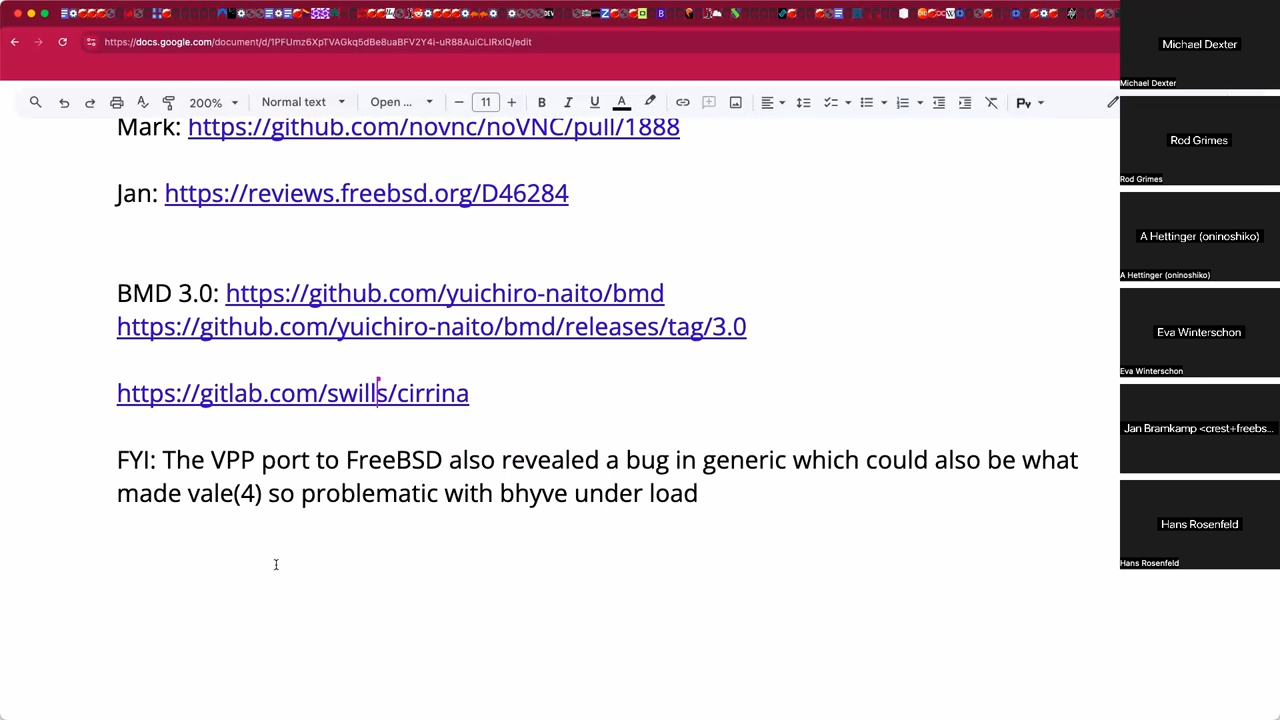 https://docs.google.com/document/d/1PFUmz6XpTVAGkq5dBe8uaBFV2Y4i-uR88AuiCLIRxIQ/edit
200%
Normal text
Open ...
11
B I U A
Mark: https://github.com/novnc/noVNC/pull/1888
Jan: https://reviews.freebsd.org/D46284
BMD 3.0: https://github.com/yuichiro-naito/bmd
https://github.com/yuichiro-naito/bmd/releases/tag/3.0
https://gitlab.com/swills/cirrina
FYI: The VPP port to FreeBSD also revealed a bug in generic which could also be what
made vale(4) so problematic with bhyve under load
Michael Dexter
Michael Dexter
Rod Grimes
Rod Grimes
A Hettinger (oninoshiko)
A Hettinger (oninoshiko)
Eva Winterschon
Eva Winterschon
Jan Bramkamp <crest+freebs...
Hans Rosenfeld
Hans Rosenfeld